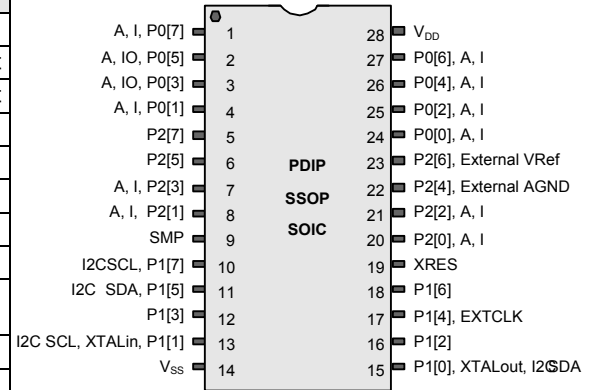 A, I, P0[7] 1 28 VDD
A, IO, P0[5] 2 27 P0[6], A, I
A, IO, P0[3] 3 26 P0[4], A, I
A, I, P0[1] 4 25 P0[2], A, I
P2[7] 5 24 P0[0], A, I
P2[5] 6 PDIP 23 P2[6], External VRef
A, I, P2[3] 7 SSOP 22 P2[4], External AGND
A, I, P2[1] 8 SOIC 21 P2[2], A, I
SMP 9 20 P2[0], A, I
I2CSCL, P1[7] 10 19 XRES
I2C SDA, P1[5] 11 18 P1[6]
P1[3] 12 17 P1[4], EXTCLK
I2C SCL, XTALin, P1[1] 13 16 P1[2]
VSS 14 15 P1[0], XTALout, I2CSDA